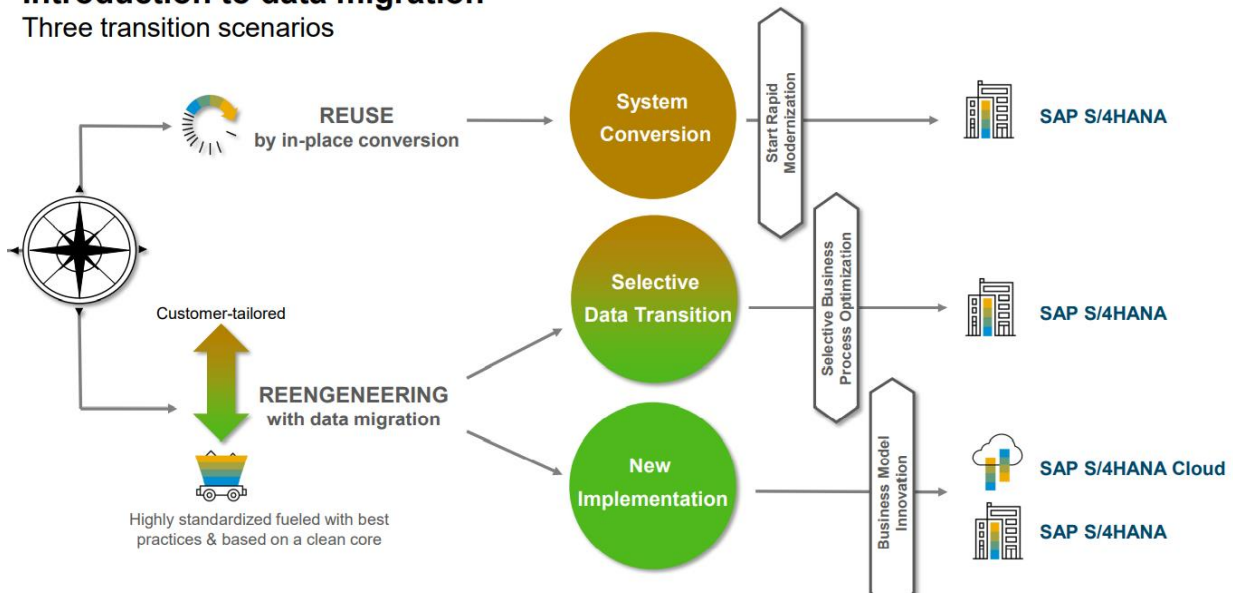 Introduction to data migration
Three transition scenarios
REUSE
by in-place conversion
System
Conversion
Start Rapid
Modernization
SAP S/4HANA
Customer-tailored
REENGENEERING
with data migration
Highly standardized fueled with best
practices & based on a clean core
Selective
Data Transition
Selective Business
Process Optimization
SAP S/4HANA
New
Implementation
Business Model
Innovation
SAP S/4HANA Cloud
SAP S/4HANA